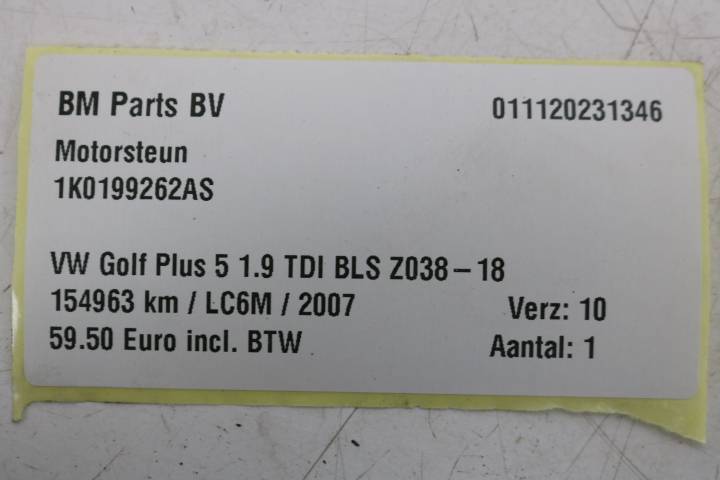 BM Parts BV 011120231346
Motorsteun
1K0199262AS
VW Golf Plus 5 1.9 TDI BLS Z038-18
154963 km / LC6M / 2007 Verz: 10
59.50 Euro incl. BTW Aantal: 1